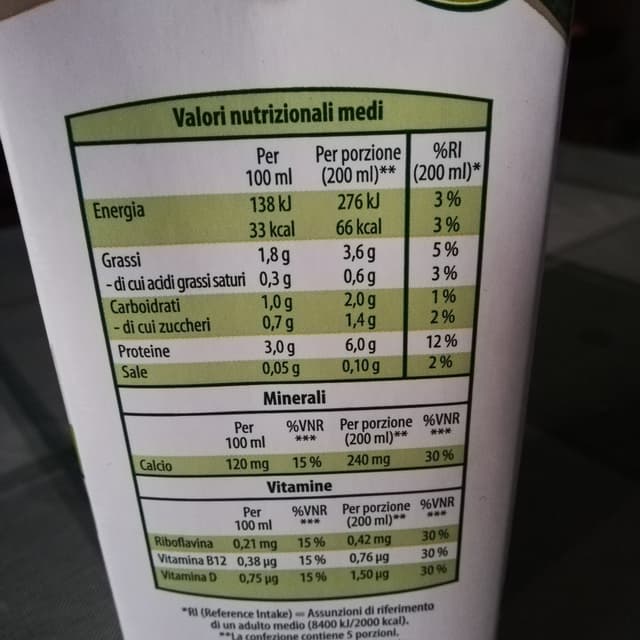 Valori nutrizionali medi
Per 100 ml Per porzione (200 ml)** %RI (200 ml)*
Energia 138 kJ 276 kJ 3 %
33 kcal 66 kcal 3 %
Grassi 1,8 g 3,6 g 5 %
- di cui acidi grassi saturi 0,3 g 0,6 g 3 %
Carboidrati 1,0 g 2,0 g 1 %
- di cui zuccheri 0,7 g 1,4 g 2 %
Proteine 3,0 g 6,0 g 12 %
Sale 0,05 g 0,10 g 2 %
Minerali
Per 100 ml %VNR *** Per porzione (200 ml)** %VNR ***
Calcio 120 mg 15 % 240 mg 30 %
Vitamine
Per 100 ml %VNR *** Per porzione (200 ml)** %VNR ***
Riboflavina 0,21 mg 15 % 0,42 mg 30 %
Vitamina B12 0,38 µg 15 % 0,76 µg 30 %
Vitamina D 0,75 µg 15 % 1,50 µg 30 %
*RI (Reference Intake) = Assunzioni di riferimento
di un adulto medio (8400 kJ/2000 kcal).
**La confezione contiene 5 porzioni.